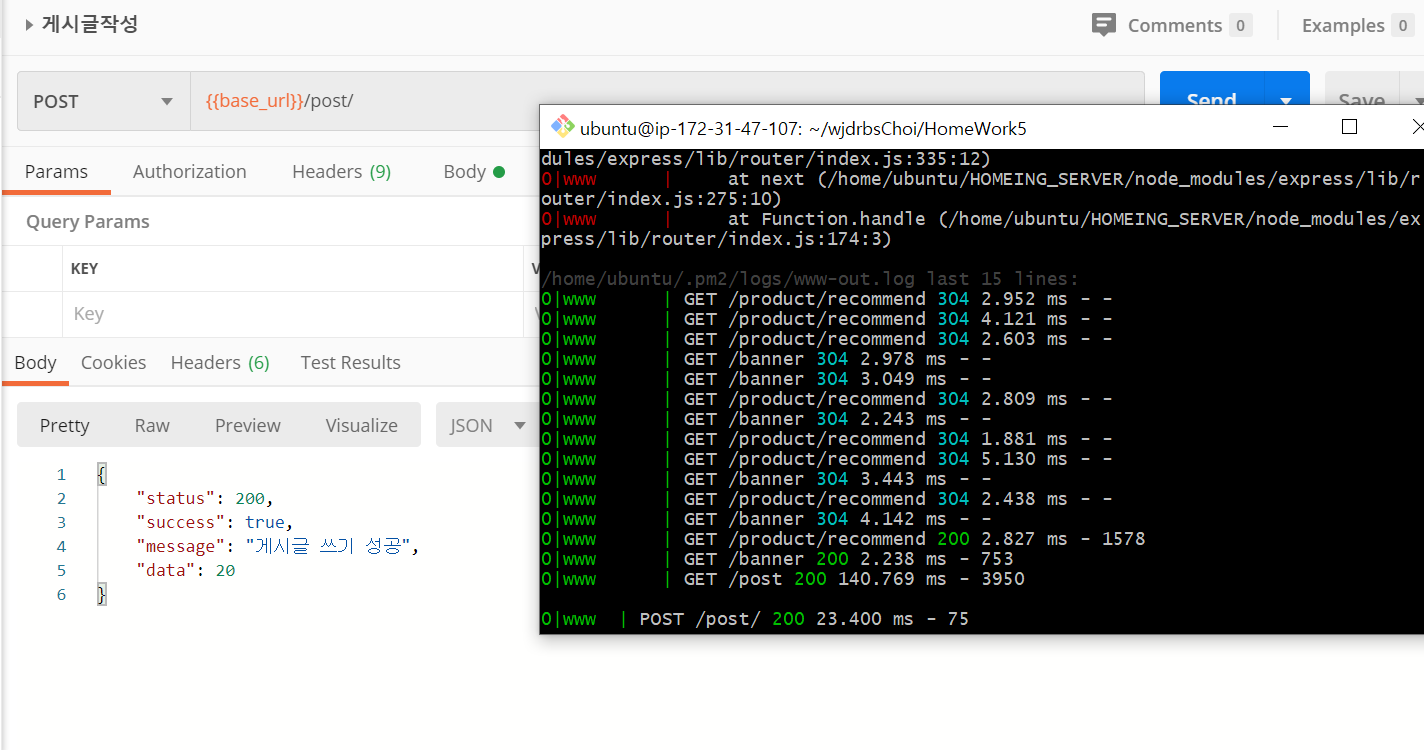 게시글작성
Comments 0 Examples 0
POST {{base_url}}/post/ Send Save
Params Authorization Headers (9) Body
Query Params
KEY
Key
Body Cookies Headers (6) Test Results
Pretty Raw Preview Visualize JSON
1 {
2 "status": 200,
3 "success": true,
4 "message": "게시글 쓰기 성공",
5 "data": 20
6 }
ubuntu@ip-172-31-47-107: ~/wjdrbsChoi/HomeWork5
dules/express/lib/router/index.js:335:12)
0|www | at next (/home/ubuntu/HOMEING_SERVER/node_modules/express/lib/r
outer/index.js:275:10)
0|www | at Function.handle (/home/ubuntu/HOMEING_SERVER/node_modules/ex
press/lib/router/index.js:174:3)
/home/ubuntu/.pm2/logs/www-out.log last 15 lines:
0|www | GET /product/recommend 304 2.952 ms - -
0|www | GET /product/recommend 304 4.121 ms - -
0|www | GET /product/recommend 304 2.603 ms - -
0|www | GET /banner 304 2.978 ms - -
0|www | GET /banner 304 3.049 ms - -
0|www | GET /product/recommend 304 2.809 ms - -
0|www | GET /banner 304 2.243 ms - -
0|www | GET /product/recommend 304 1.881 ms - -
0|www | GET /product/recommend 304 5.130 ms - -
0|www | GET /banner 304 3.443 ms - -
0|www | GET /product/recommend 304 2.438 ms - -
0|www | GET /banner 304 4.142 ms - -
0|www | GET /product/recommend 200 2.827 ms - 1578
0|www | GET /banner 200 2.238 ms - 753
0|www | GET /post 200 140.769 ms - 3950
0|www | POST /post/ 200 23.400 ms - 75